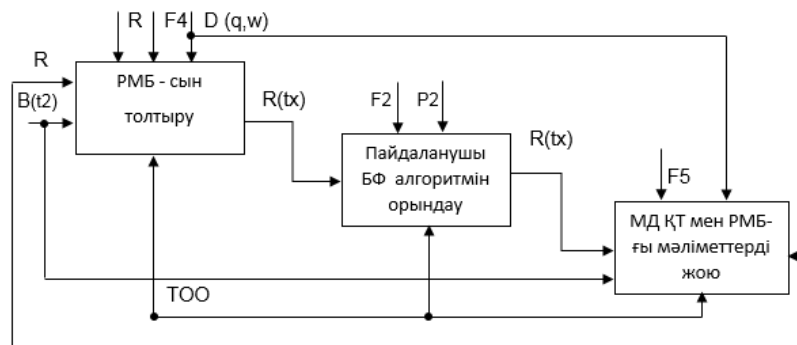 R F4 D (q,w)
R
B(t2)
РМБ - сын
толтыру
R(tx)
F2 P2
Пайдаланушы
БФ алгоритмін
орындау
R(tx)
F5
МД ҚТ мен РМБ-
ғы мәліметтерді
жою
ТОО